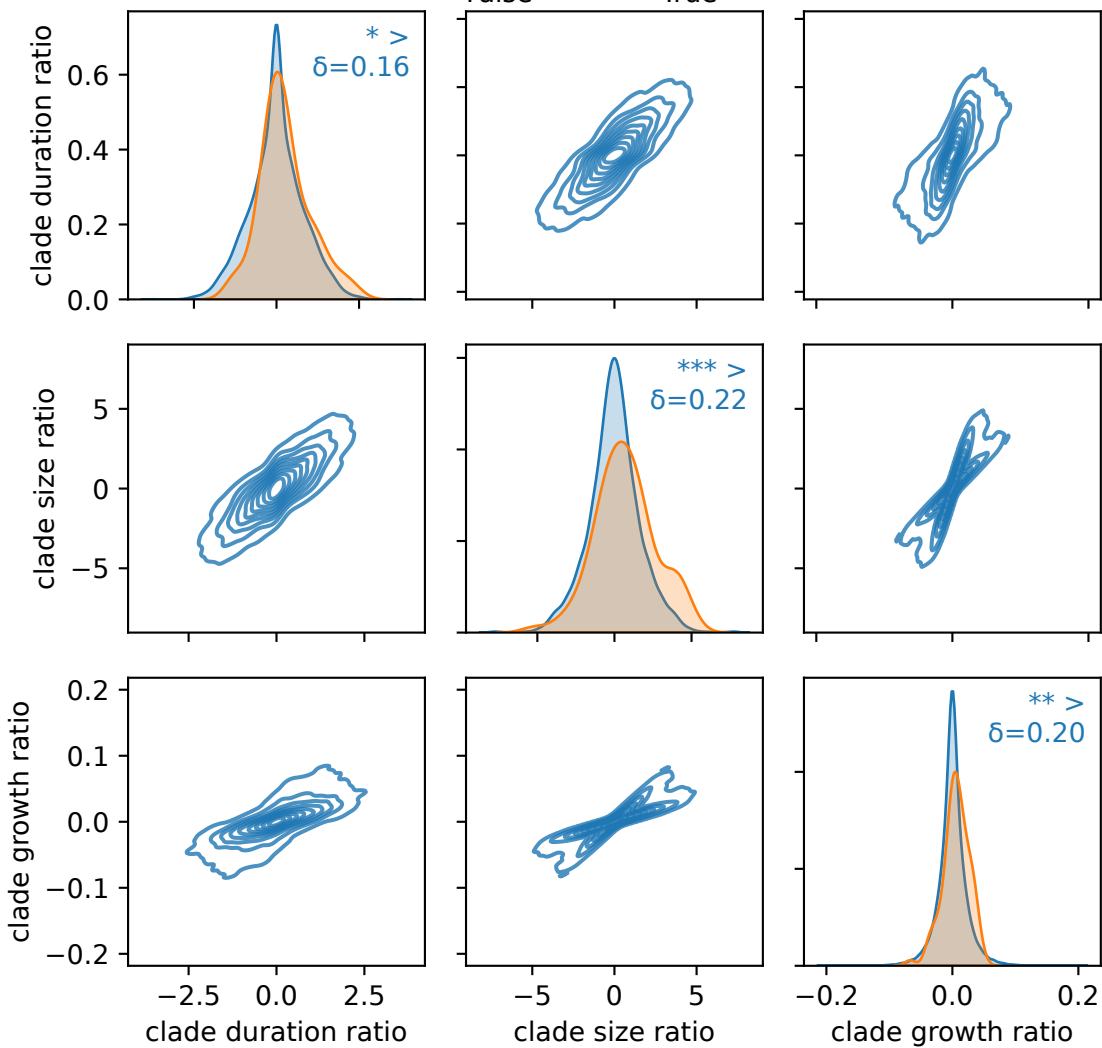 True
clade duration ratio
0.6
0.4
0.2
0.0
* >
δ=0.16
clade size ratio
5
0
−5
*** >
δ=0.22
clade growth ratio
0.2
0.1
0.0
−0.1
−0.2
** >
δ=0.20
−2.5 0.0 2.5
−5 0 5
−0.2 0.0 0.2
clade duration ratio
clade size ratio
clade growth ratio